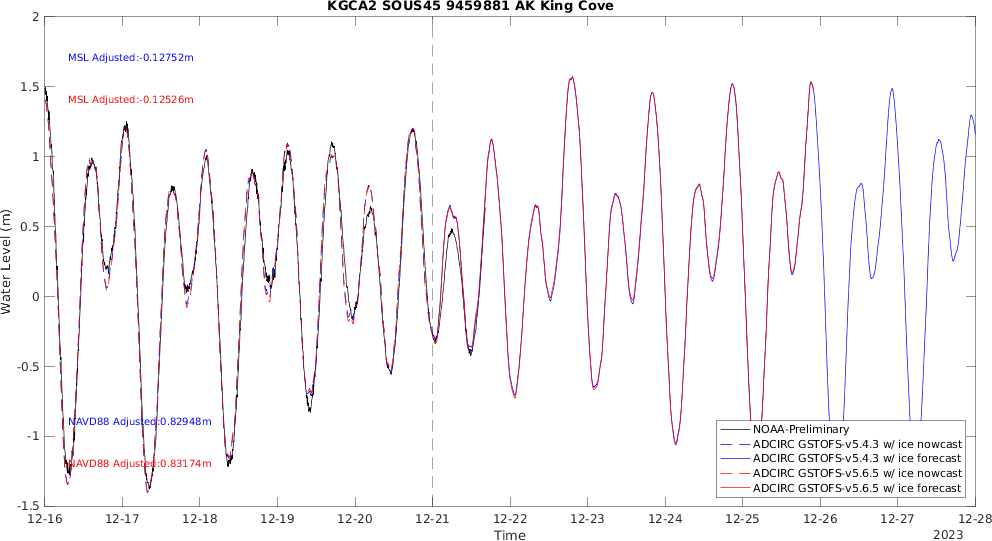 KGCA2 SOUS45 9459881 AK King Cove
2
1.5
1
0.5
0
-0.5
-1
-1.5
Water Level (m)
MSL Adjusted:-0.12752m
MSL Adjusted:-0.12526m
NAVD88 Adjusted:0.82948m
NAVD88 Adjusted:0.83174m
NOAA-Preliminary
ADCIRC GSTOFS-v5.4.3 w/ ice nowcast
ADCIRC GSTOFS-v5.4.3 w/ ice forecast
ADCIRC GSTOFS-v5.6.5 w/ ice nowcast
ADCIRC GSTOFS-v5.6.5 w/ ice forecast
12-16 12-17 12-18 12-19 12-20 12-21 12-22 12-23 12-24 12-25 12-26 12-27 12-28
Time
2023